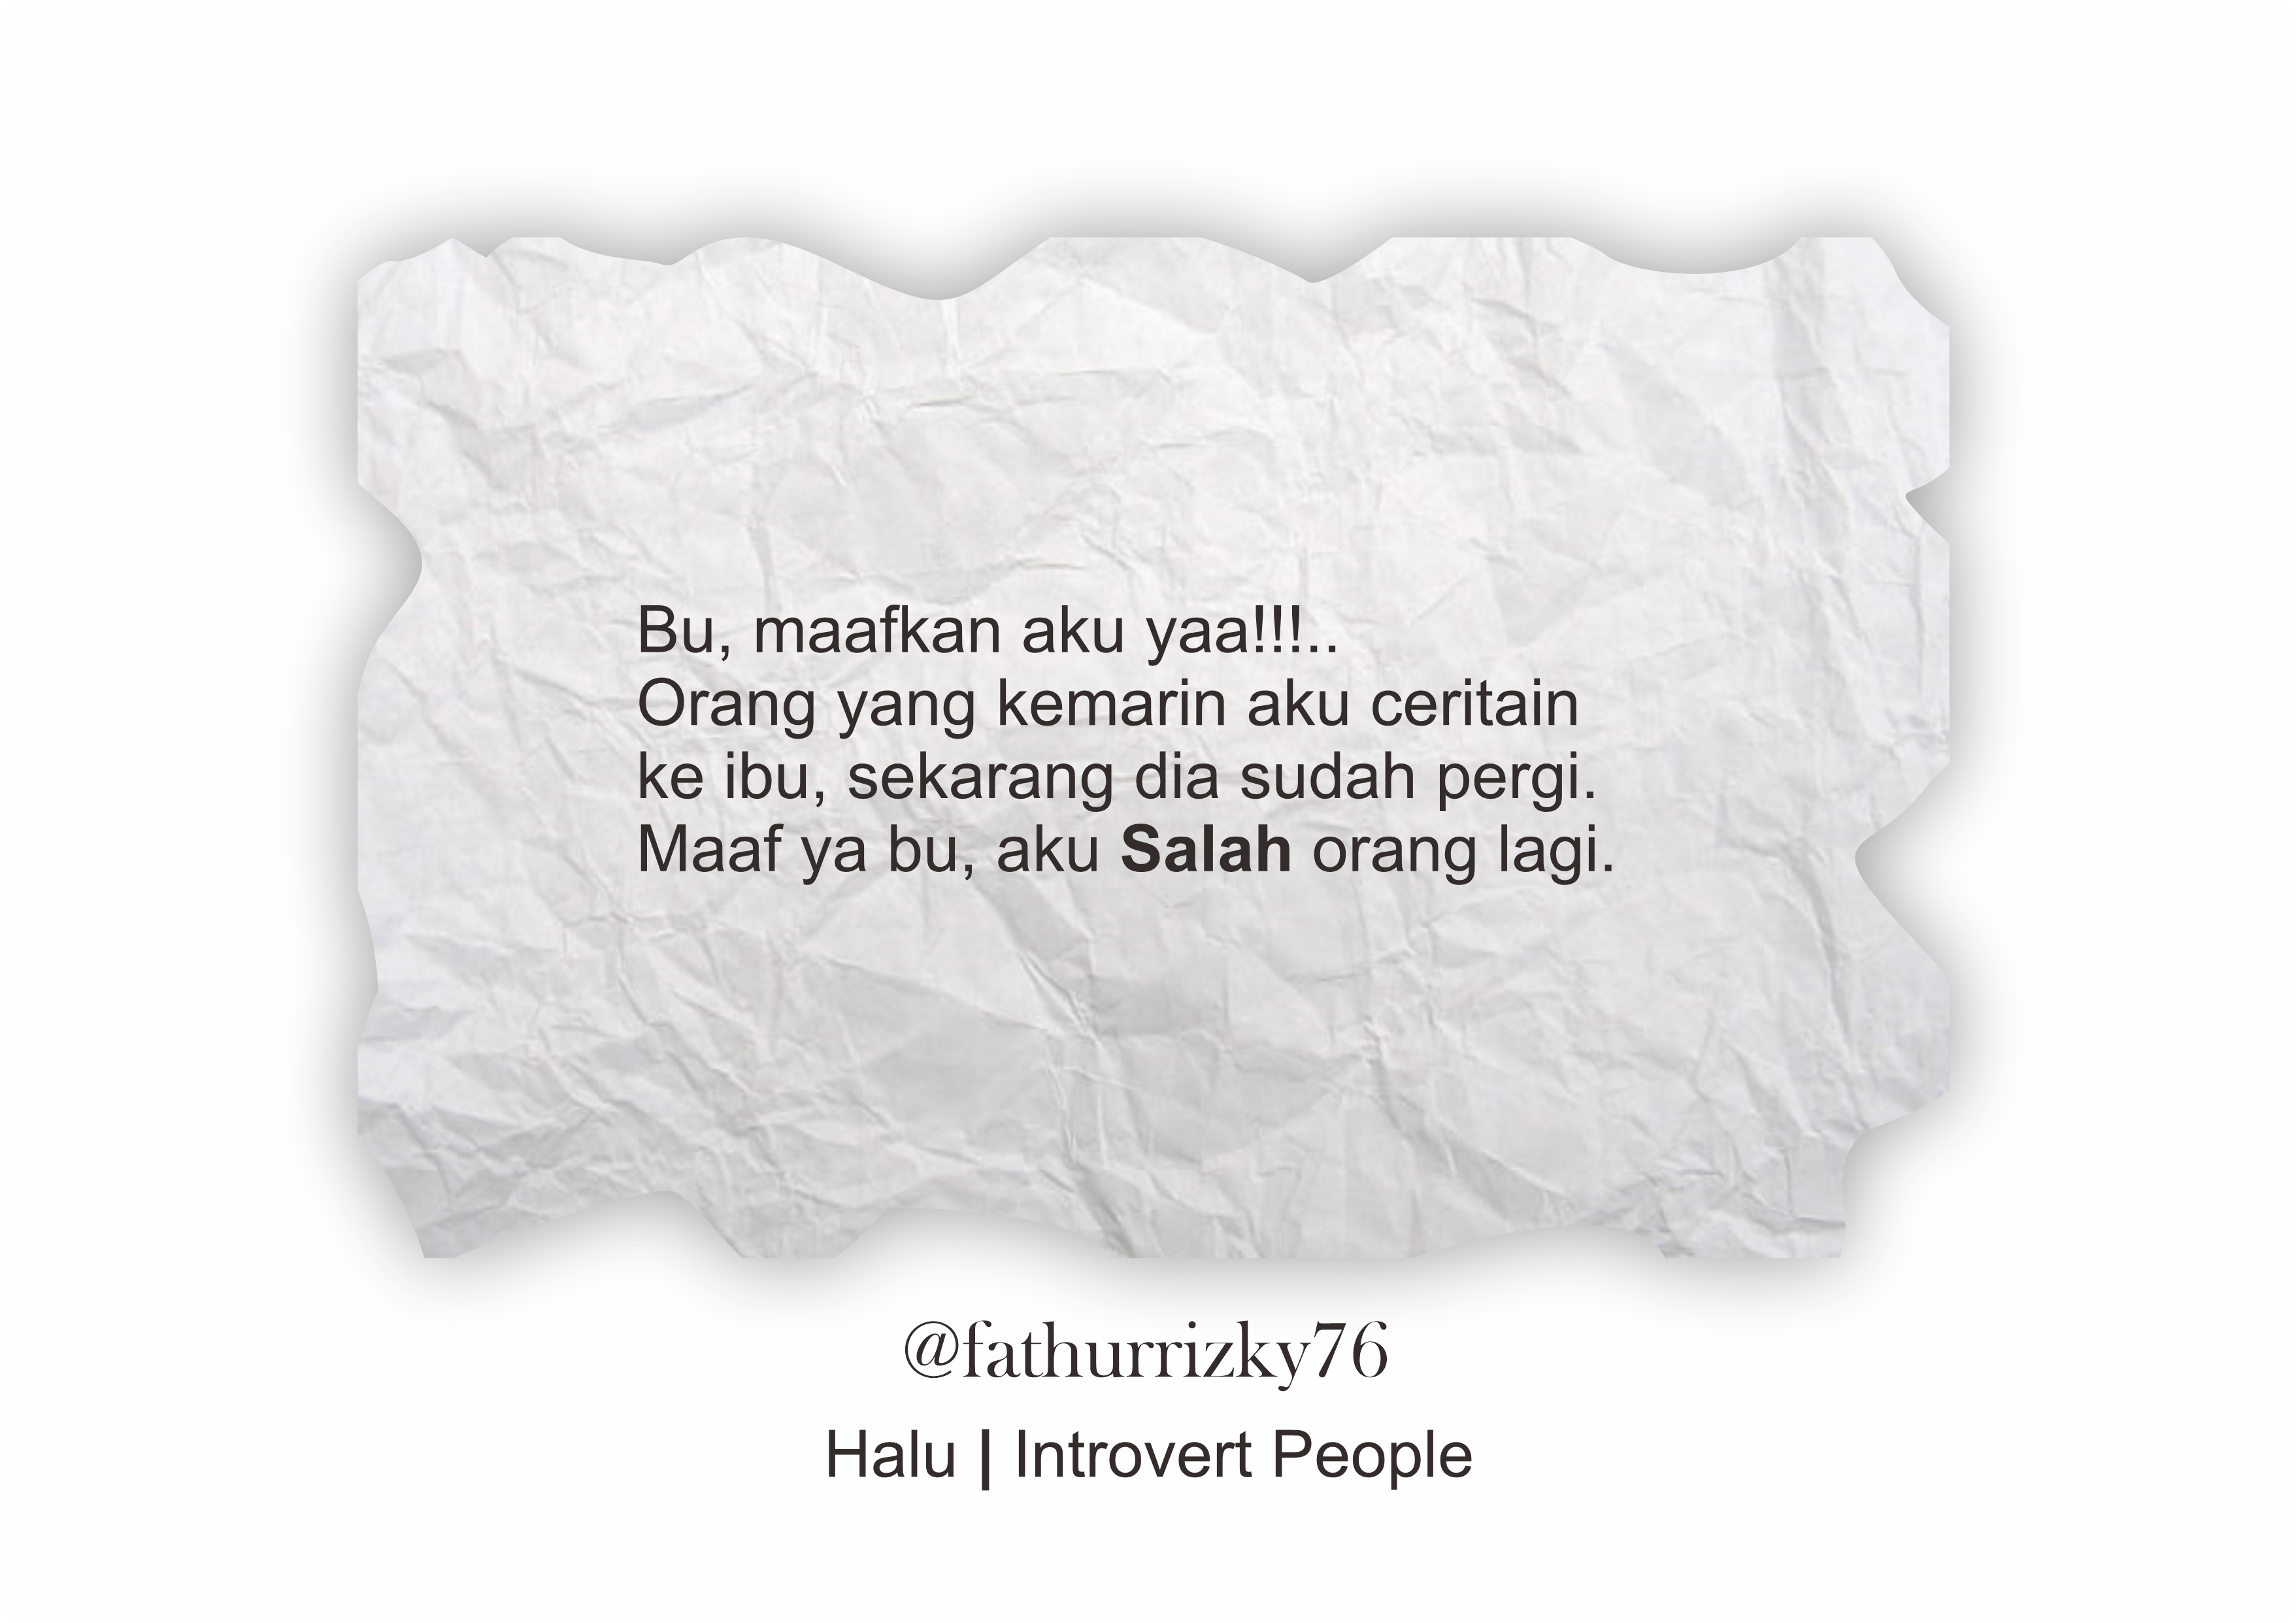 Bu, maafkan aku yaa!!!..
Orang yang kemarin aku ceritain
ke ibu, sekarang dia sudah pergi.
Maaf ya bu, aku Salah orang lagi.
@fathurrizky76
Halu | Introvert People